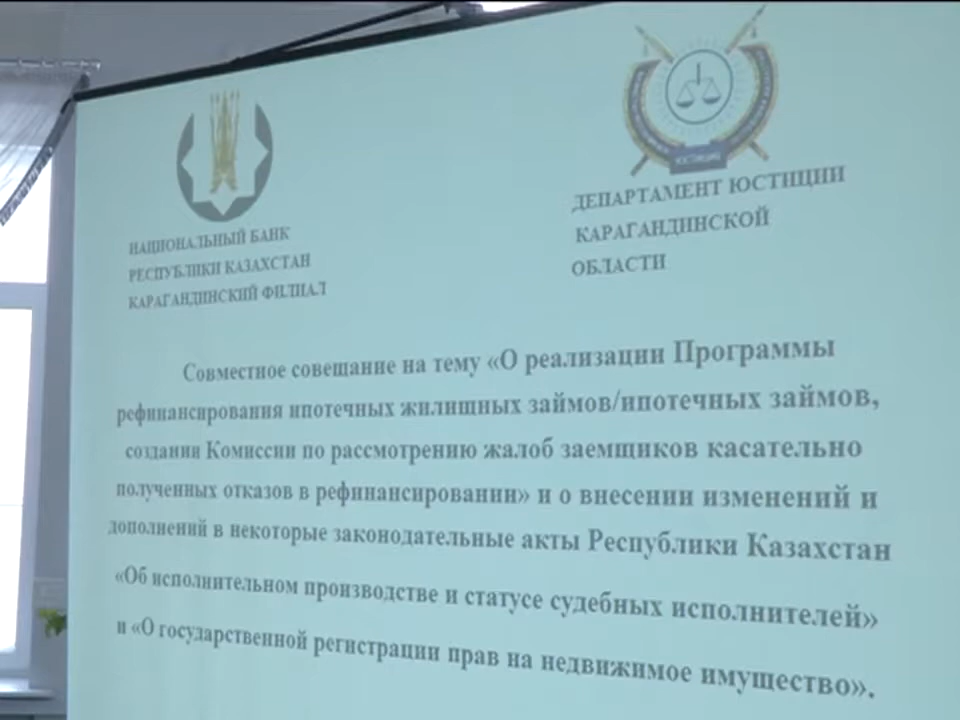 НАЦИОНАЛЬНЫЙ БАНК
РЕСПУБЛИКИ КАЗАХСТАН
КАРАГАНДИНСКИЙ ФИЛИАЛ
ДЕПАРТАМЕНТ ЮСТИЦИИ
КАРАГАНДИНСКОЙ
ОБЛАСТИ
Совместное совещание на тему «О реализации Программы
рефинансирования ипотечных жилищных займов/ипотечных займов,
создании Комиссии по рассмотрению жалоб заемщиков касательно
полученных отказов в рефинансировании» и о внесении изменений и
дополнений в некоторые законодательные акты Республики Казахстан
«Об исполнительном производстве и статусе судебных исполнителей»
и «О государственной регистрации прав на недвижимое имущество».